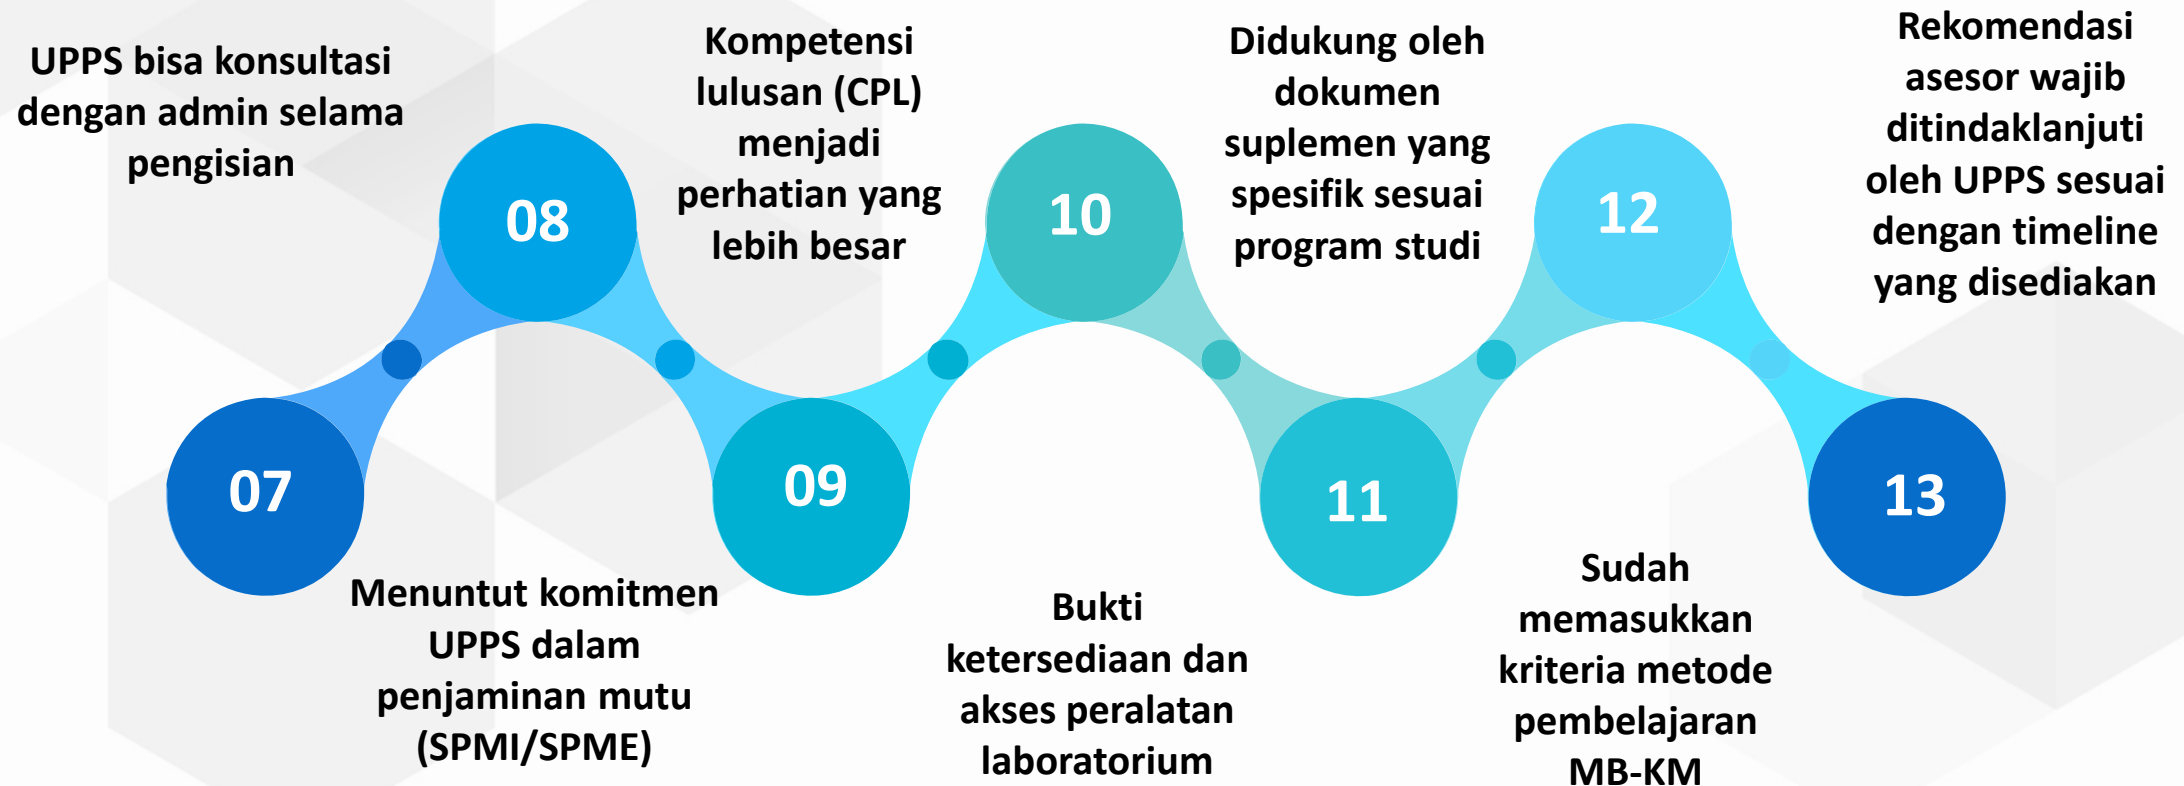 UPPS bisa konsultasi
dengan admin selama
pengisian
07
08
Menuntut komitmen
UPPS dalam
penjaminan mutu
(SPMI/SPME)
Kompetensi
lulusan (CPL)
menjadi
perhatian yang
lebih besar
09
10
Bukti
ketersediaan dan
akses peralatan
laboratorium
Didukung oleh
dokumen
suplemen yang
spesifik sesuai
program studi
11
12
Sudah
memasukkan
kriteria metode
pembelajaran
MB-KM
Rekomendasi
asesor wajib
ditindaklanjuti
oleh UPPS sesuai
dengan timeline
yang disediakan
13